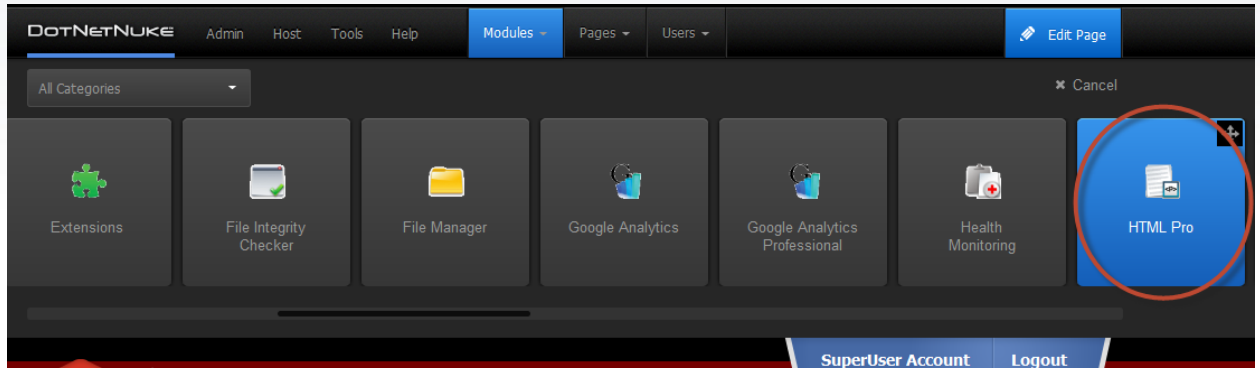 DOTNETNUKE Admin Host Tools Help Modules Pages Users Edit Page
All Categories Cancel
Extensions
File Integrity
Checker
File Manager
Google Analytics
Google Analytics
Professional
Health
Monitoring
HTML Pro
SuperUser Account Logout